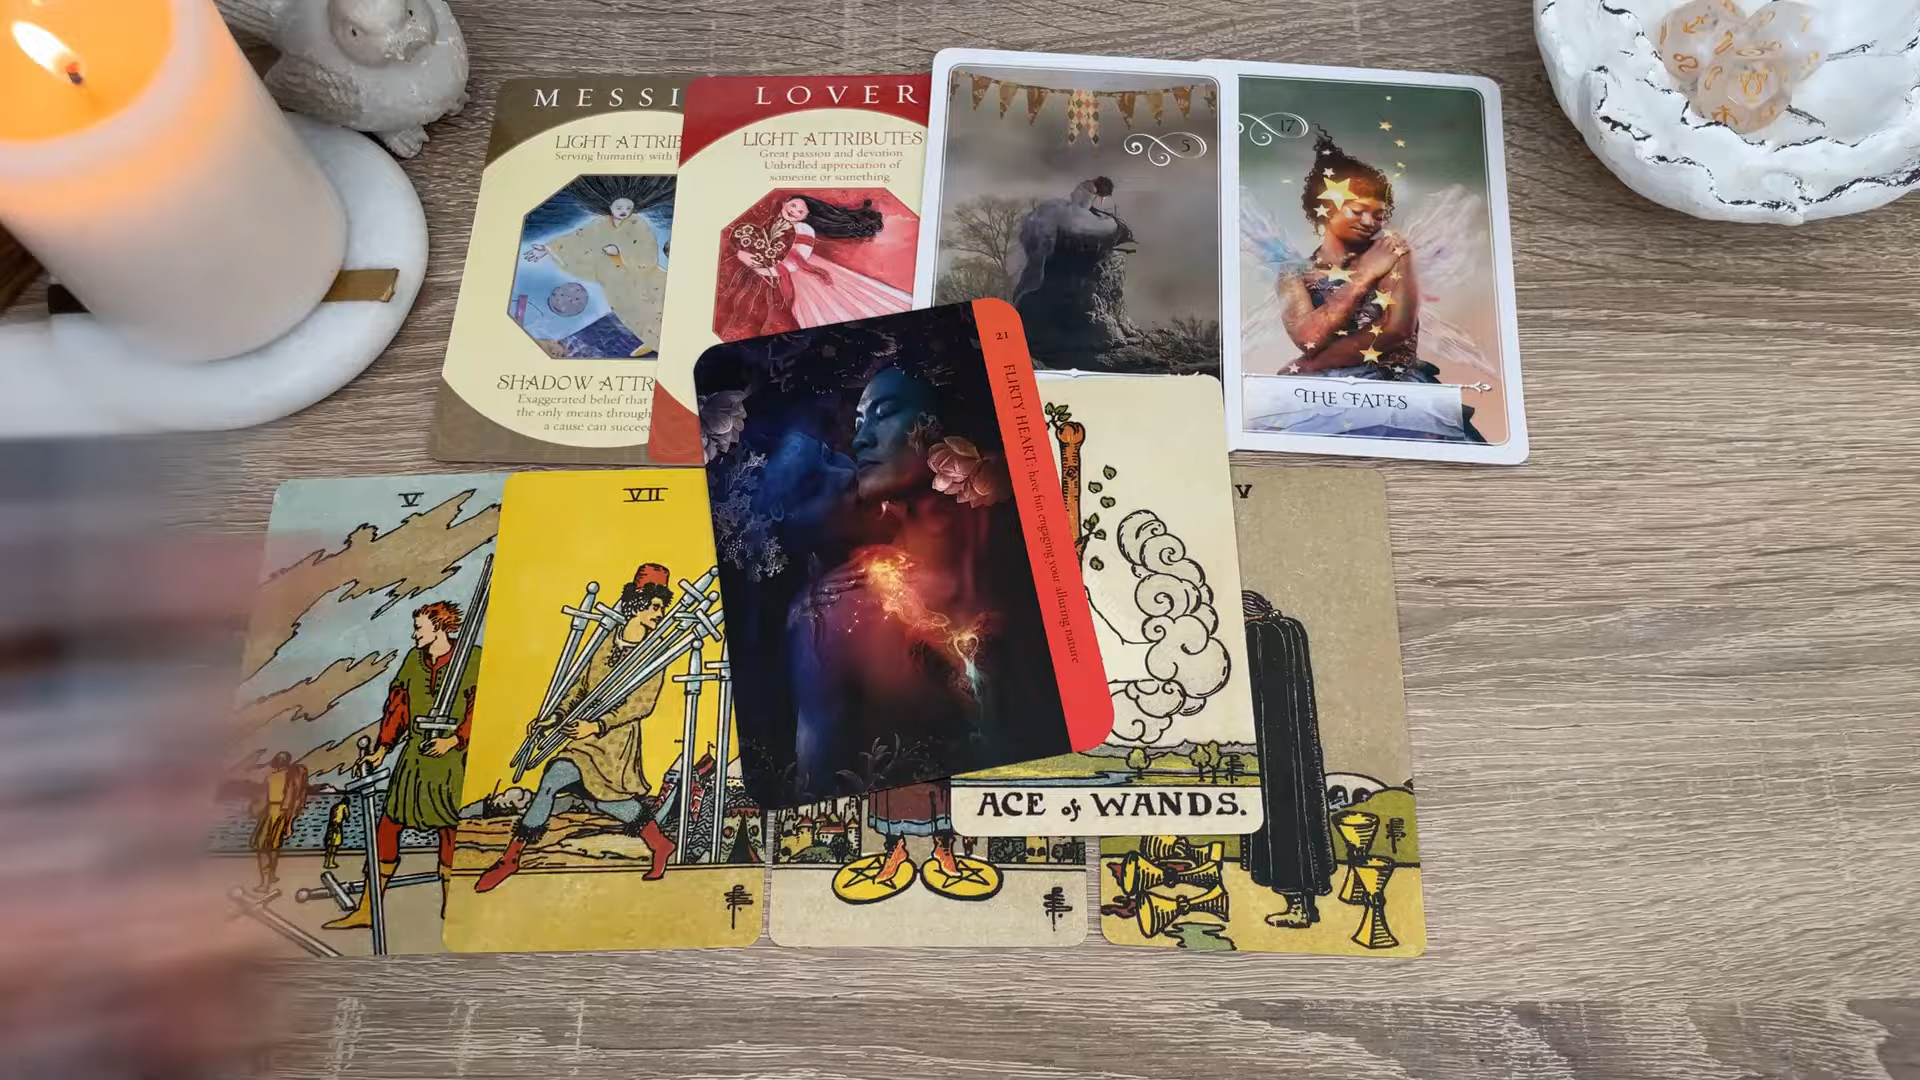 MESSI
LIGHT ATTRIB
Serving humanity with
SHADOW ATTR
Exaggerated belief that
the only means through
a cause can succee
LOVER
LIGHT ATTRIBUTES
Great passion and devotion.
Unbridled appreciation of
someone or something.
5
17
THE FATES
21
FLIRTY HEART: have fun engaging your alluring nature
V
VII
ACE of WANDS.
V